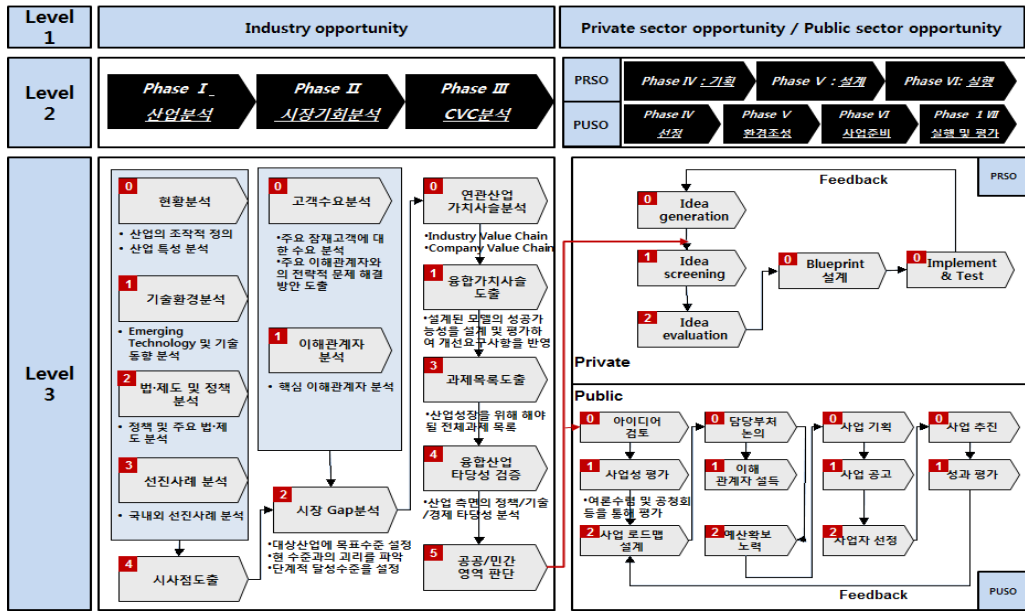 Level
1
Industry opportunity
Private sector opportunity / Public sector opportunity
Level
2
Phase Ⅰ_
산업분석
Phase Ⅱ
시장기회분석
Phase Ⅲ
CVC분석
PRSO
Phase Ⅳ : 기획
Phase Ⅴ : 설계
Phase Ⅵ: 실행
PUSO
Phase Ⅳ
선정
Phase Ⅴ
환경조성
Phase Ⅵ
사업준비
Phase Ⅰ Ⅶ
실행 및 평가
Level
3
0
현황분석
• 산업의 조작적 정의
• 산업 특성 분석
1
기술환경분석
• Emerging
Technology 및 기술
동향 분석
2
법·제도 및 정책
분석
• 정책 및 주요 법·제
도 분석
3
선진사례 분석
• 국내외 선진사례 분석
4
시사점도출
0
고객수요분석
•주요 잠재고객에 대
한 수요 분석
•주요 이해관계자와
의 전략적 문제 해결
방안 도출
1
이해관계자
분석
• 핵심 이해관계자 분석
2
시장 Gap분석
•대상산업에 목표수준 설정
•현 수준과의 괴리를 파악
•단계적 달성수준을 설정
0
연관산업
가치사슬분석
•Industry Value Chain
•Company Value Chain
1
융합가치사슬
도출
•설계된 모델의 성공가
능성을 설계 및 평가하
여 개선요구사항을 반영
3
과제목록도출
•산업성장을 위해 해야
될 전체과제 목록
4
융합산업
타당성 검증
•산업 측면의 정책/기술
/경제 타당성 분석
5
공공/민간
영역 판단
PRSO
Feedback
0
Idea
generation
1
Idea
screening
2
Idea
evaluation
0
Blueprint
설계
0
Implement
& Test
Private
Public
0
아이디어
검토
1
사업성 평가
•여론수렴 및 공청회
등을 통해 평가
2
사업 로드맵
설계
0
담당부처
논의
1
이해
관계자 설득
2
예산확보
노력
0
사업 기획
1
사업 공고
2
사업자 선정
0
사업 추진
1
성과 평가
Feedback
PUSO